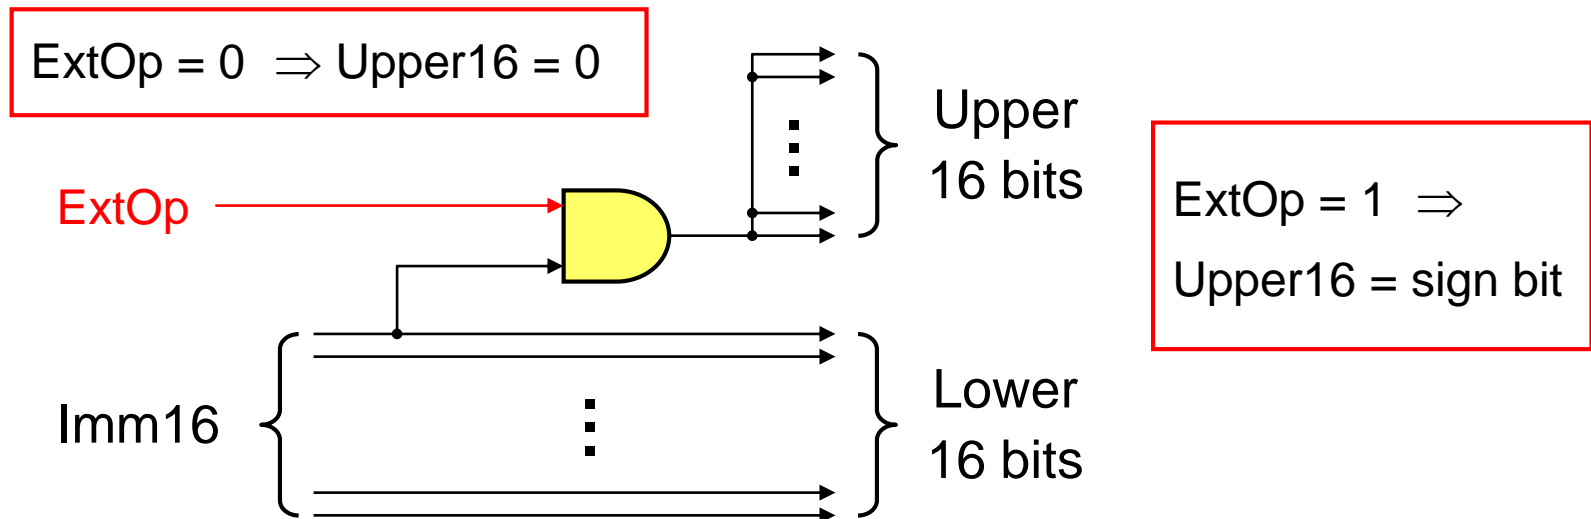 ExtOp = 0 ⇒ Upper16 = 0
Upper
16 bits
ExtOp = 1 ⇒
Upper16 = sign bit
ExtOp
Imm16
Lower
16 bits